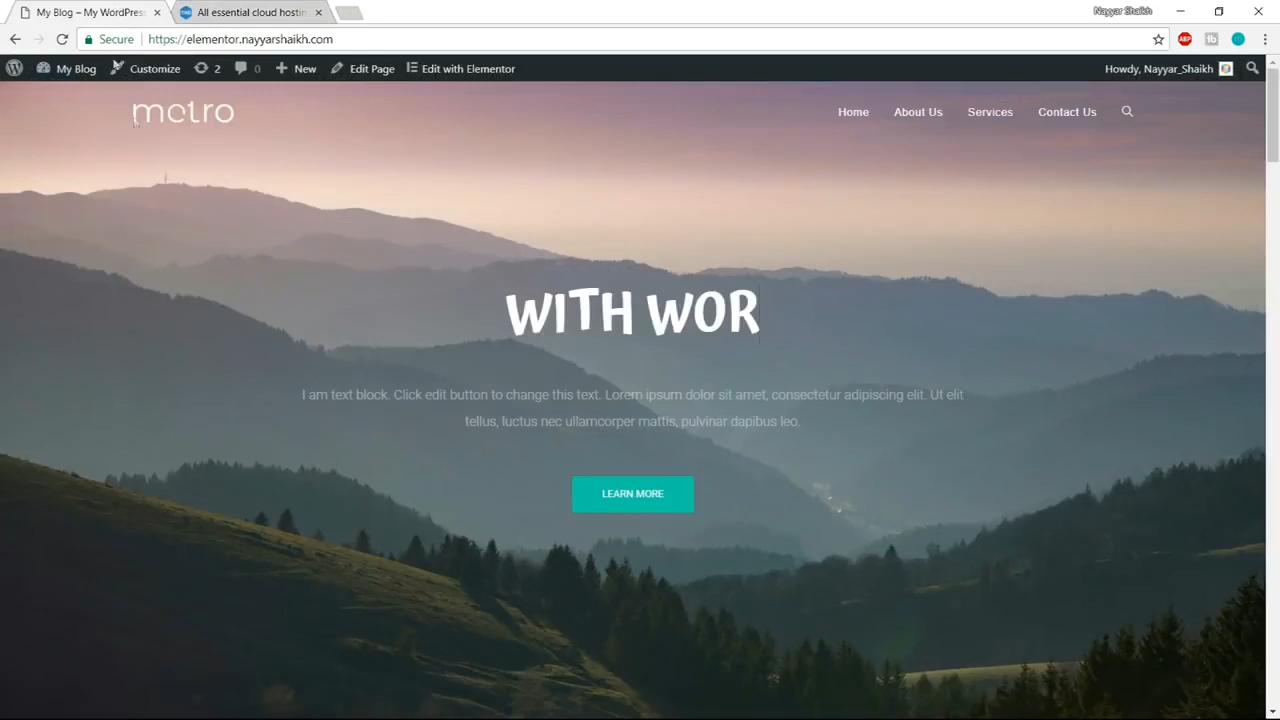 My Blog – My WordPress
All essential cloud hostin
Nayyar Shaikh
Secure https://elementor.nayyarshaikh.com
ABP
My Blog Customize 2 0 New Edit Page Edit with Elementor Howdy, Nayyar_Shaikh
metro Home About Us Services Contact Us
WITH WOR
I am text block. Click edit button to change this text. Lorem ipsum dolor sit amet, consectetur adipiscing elit. Ut elit
tellus, luctus nec ullamcorper mattis, pulvinar dapibus leo.
LEARN MORE